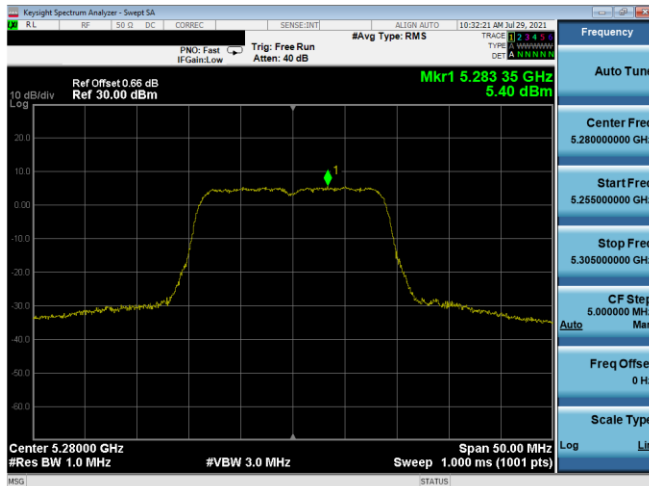 Keysight Spectrum Analyzer - Swept SA
RL RF 50 Ω DC CORREC SENSE:INT ALIGN AUTO 10:32:21 AM Jul 29, 2021
#Avg Type: RMS
TRACE 1 2 3 4 5 6
TYPE A WWWWW
DET A N N N N N
PNO: Fast
IFGain:Low
Trig: Free Run
Atten: 40 dB
Frequency
Mkr1 5.283 35 GHz
5.40 dBm
Ref Offset 0.66 dB
10 dB/div Ref 30.00 dBm
Log
20.0
10.0
0.00
-10.0
-20.0
-30.0
-40.0
-50.0
-60.0
1
Auto Tune
Center Freq
5.280000000 GHz
Start Freq
5.255000000 GHz
Stop Freq
5.305000000 GHz
CF Step
5.000000 MHz
Auto Man
Freq Offset
0 Hz
Scale Type
Log Lin
Center 5.28000 GHz Span 50.00 MHz
#Res BW 1.0 MHz #VBW 3.0 MHz Sweep 1.000 ms (1001 pts)
MSG STATUS